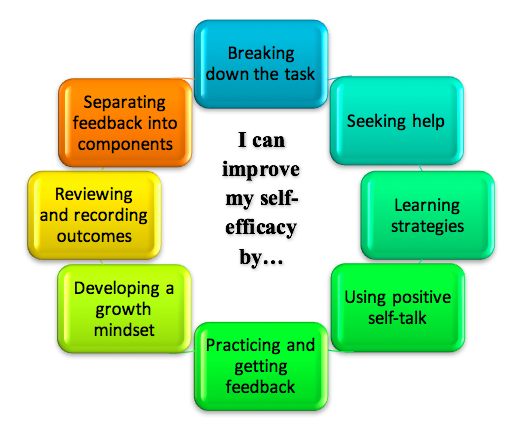 Breaking
down the task
Seeking help
Learning
strategies
Using positive
self-talk
Practicing and
getting
feedback
Developing a
growth
mindset
Reviewing
and recording
outcomes
Separating
feedback into
components
I can
improve
my self-
efficacy
by…